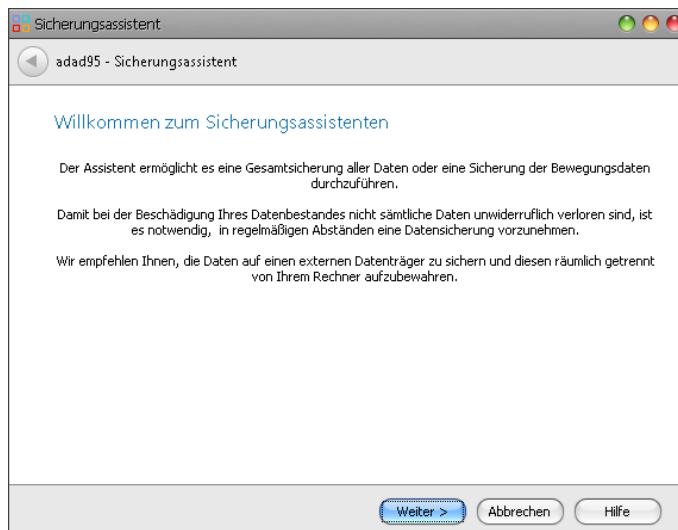 Sicherungsassistent
adad95 - Sicherungsassistent
Willkommen zum Sicherungsassistenten
Der Assistent ermöglicht es eine Gesamtsicherung aller Daten oder eine Sicherung der Bewegungsdaten
durchzuführen.
Damit bei der Beschädigung Ihres Datenbestandes nicht sämtliche Daten unwiderruflich verloren sind, ist
es notwendig, in regelmäßigen Abständen eine Datensicherung vorzunehmen.
Wir empfehlen Ihnen, die Daten auf einen externen Datenträger zu sichern und diesen räumlich getrennt
von Ihrem Rechner aufzubewahren.
Weiter > Abbrechen Hilfe